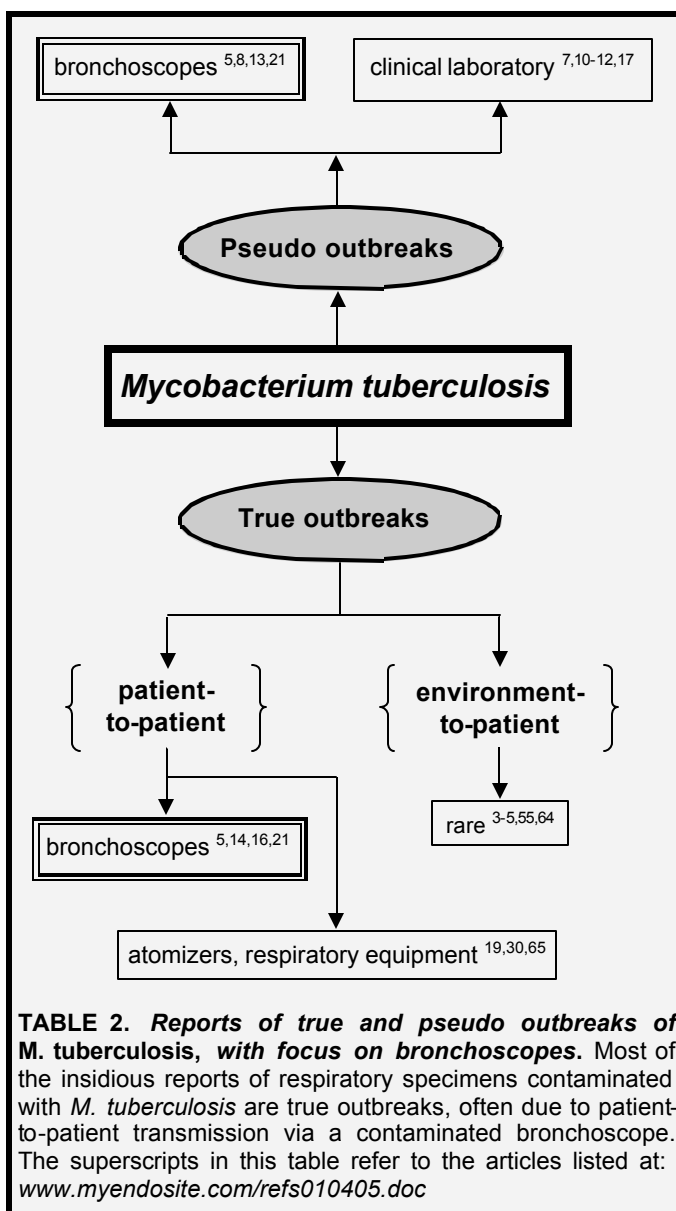 bronchoscopes 5,8,13,21
clinical laboratory 7,10-12,17
Pseudo outbreaks
Mycobacterium tuberculosis
True outbreaks
patient-
to-patient
environment-
to-patient
bronchoscopes 5,14,16,21
rare 3-5,55,64
atomizers, respiratory equipment 19,30,65
TABLE 2. Reports of true and pseudo outbreaks of
M. tuberculosis, with focus on bronchoscopes. Most of
the insidious reports of respiratory specimens contaminated
with M. tuberculosis are true outbreaks, often due to patient-
to-patient transmission via a contaminated bronchoscope.
The superscripts in this table refer to the articles listed at:
www.myendosite.com/refs010405.doc